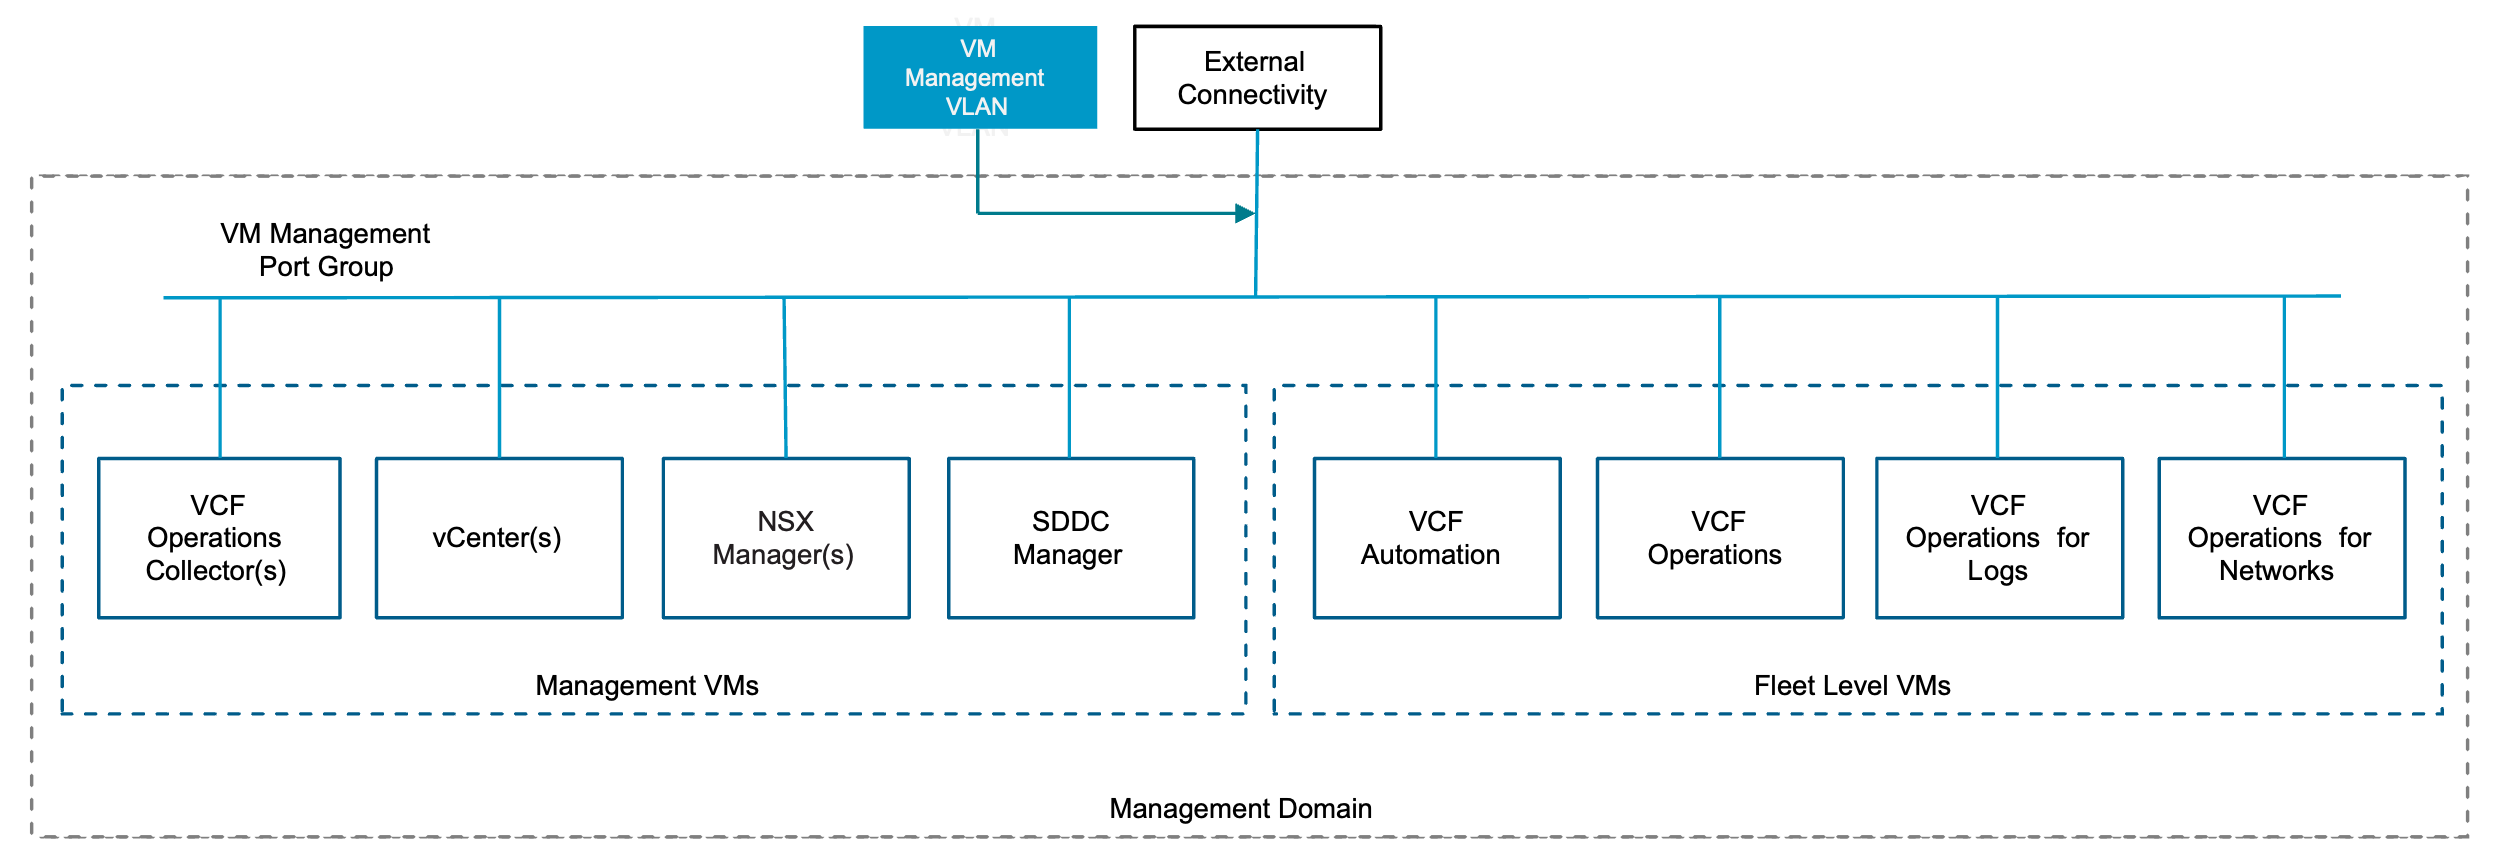 VM
Management
VLAN
External
Connectivity
VM Management
Port Group
VCF
Operations
Collector(s)
vCenter(s)
NSX
Manager(s)
SDDC
Manager
VCF
Automation
VCF
Operations
VCF
Operations for
Logs
VCF
Operations for
Networks
Management VMs
Fleet Level VMs
Management Domain